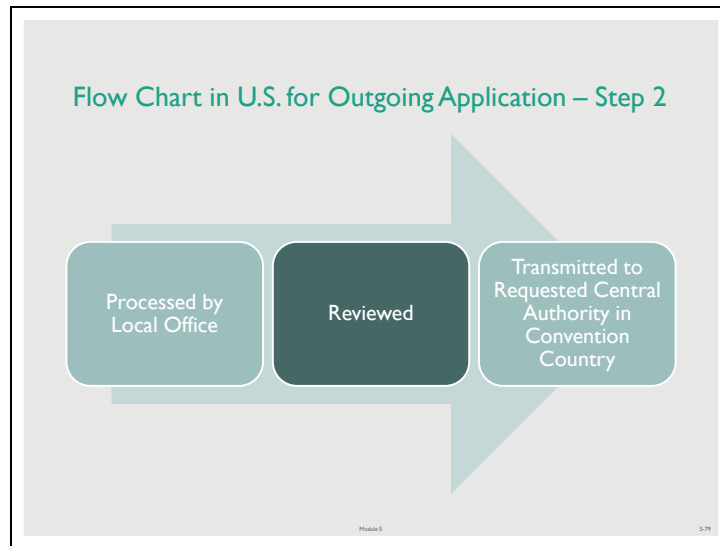 Flow Chart in U.S. for Outgoing Application – Step 2
Processed by
Local Office
Reviewed
Transmitted to
Requested Central
Authority in
Convention
Country
Module 5
5-79